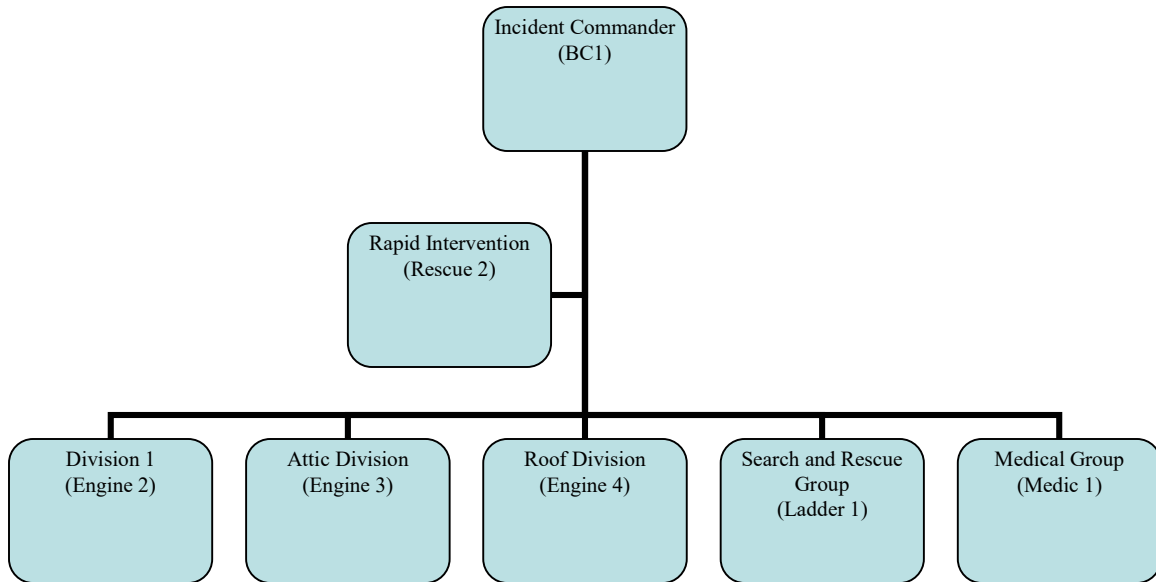 Incident Commander
(BC1)
Rapid Intervention
(Rescue 2)
Division 1
(Engine 2)
Attic Division
(Engine 3)
Roof Division
(Engine 4)
Search and Rescue
Group
(Ladder 1)
Medical Group
(Medic 1)